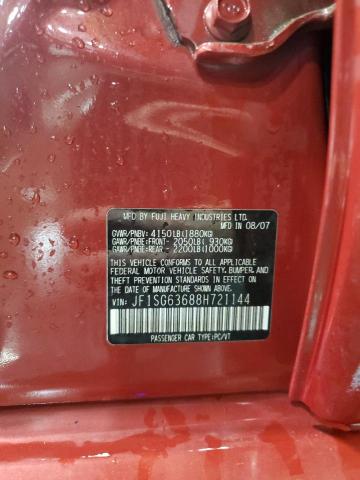 MFD BY FUJI HEAVY INDUSTRIES LTD.
MFD IN 08/07
GVWR/PNBV: 4150LB(1880KG)
GAWR/PNBE:FRONT- 2050LB( 930KG)
GAWR/PNBE:REAR - 2200LB(1000KG)
THIS VEHICLE CONFORMS TO ALL APPLICABLE
FEDERAL MOTOR VEHICLE SAFETY,BUMPER,AND
THEFT PREVENTION STANDARDS IN EFFECT ON THE
DATE OF MANUFACTURE SHOWN ABOVE.
VIN: JF1SG63688H721144
PASSENGER CAR TYPE:PC/VT